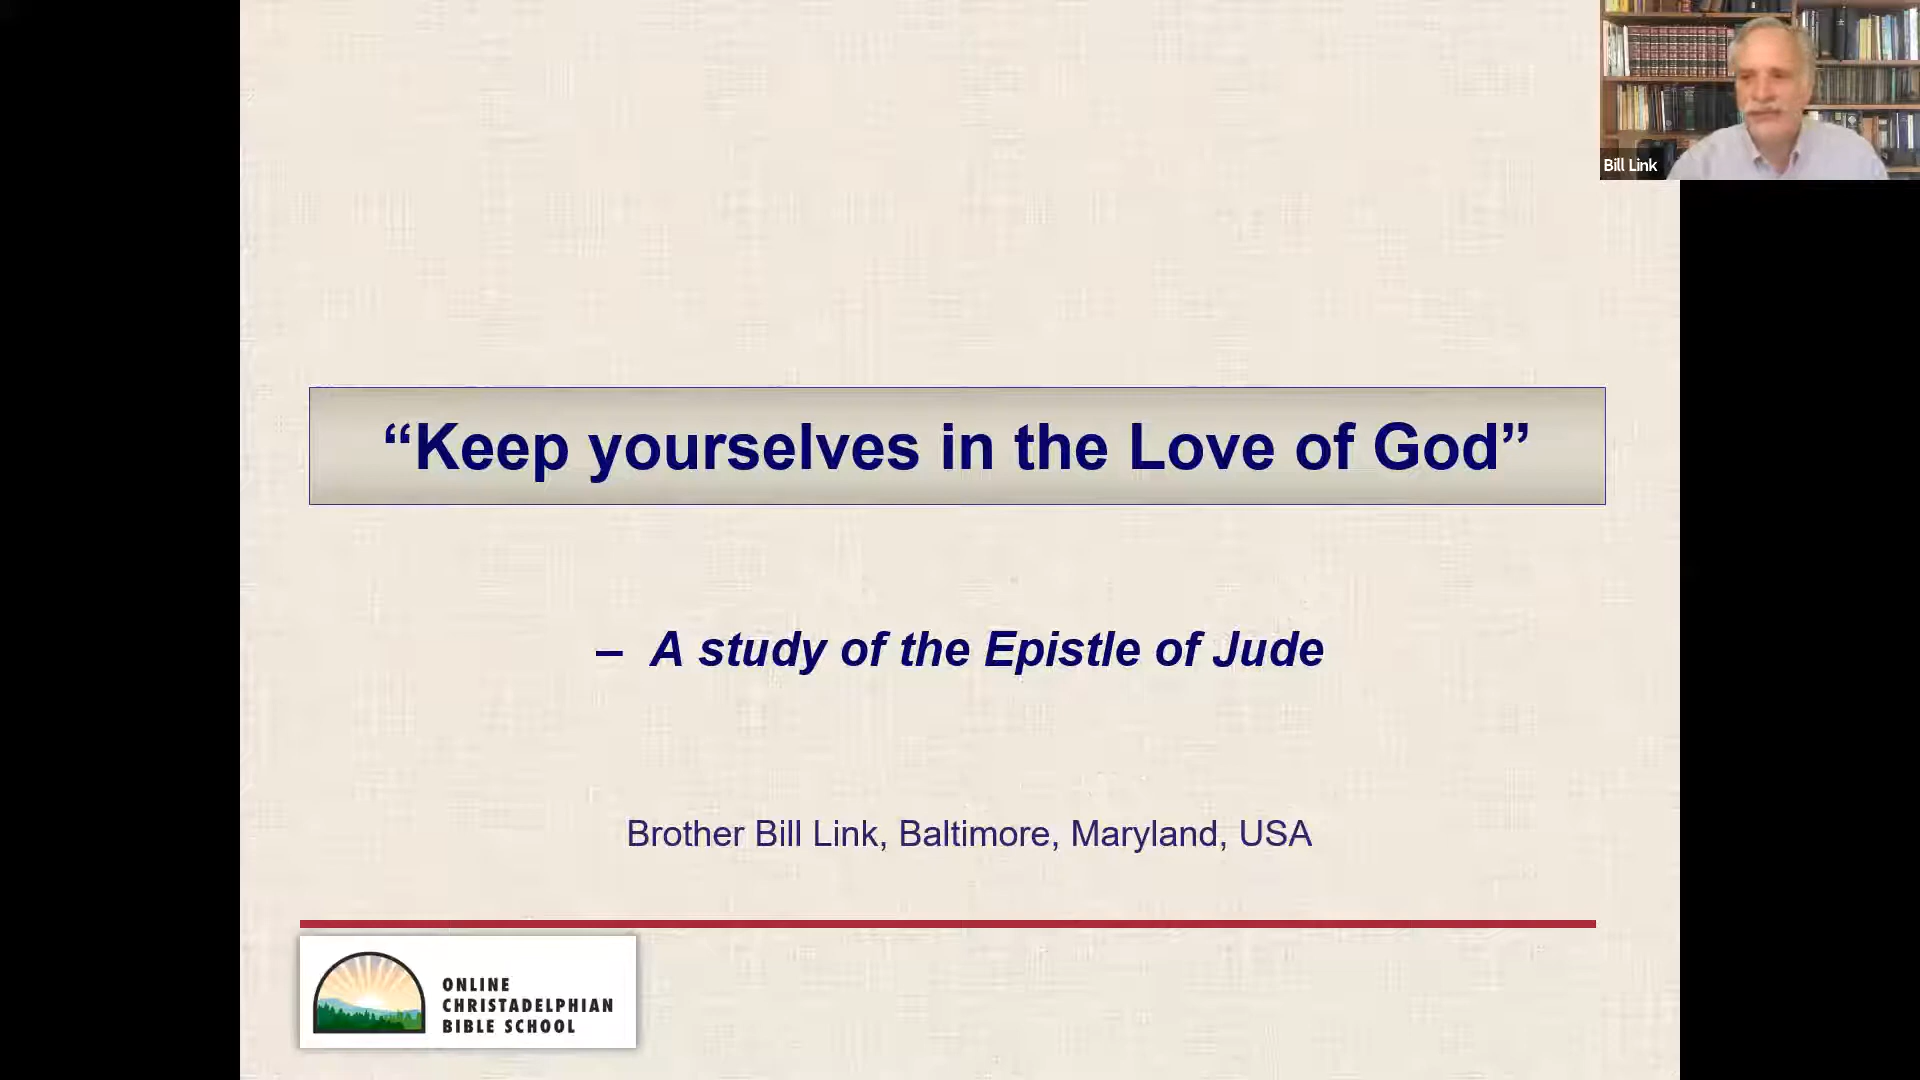 Bill Link
“Keep yourselves in the Love of God”
– A study of the Epistle of Jude
Brother Bill Link, Baltimore, Maryland, USA
ONLINE
CHRISTADELPHIAN
BIBLE SCHOOL